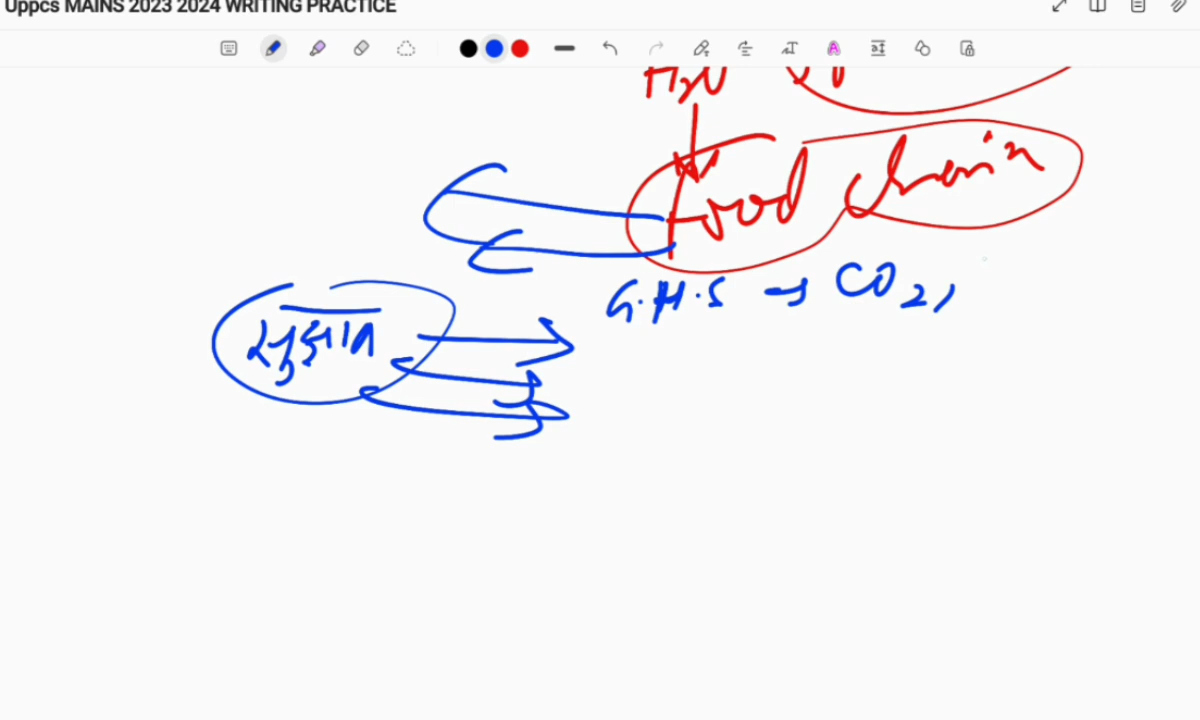 Uppcs MAINS 2023 2024 WRITING PRACTICE
H2O
Food chain
G.H.S → CO2,